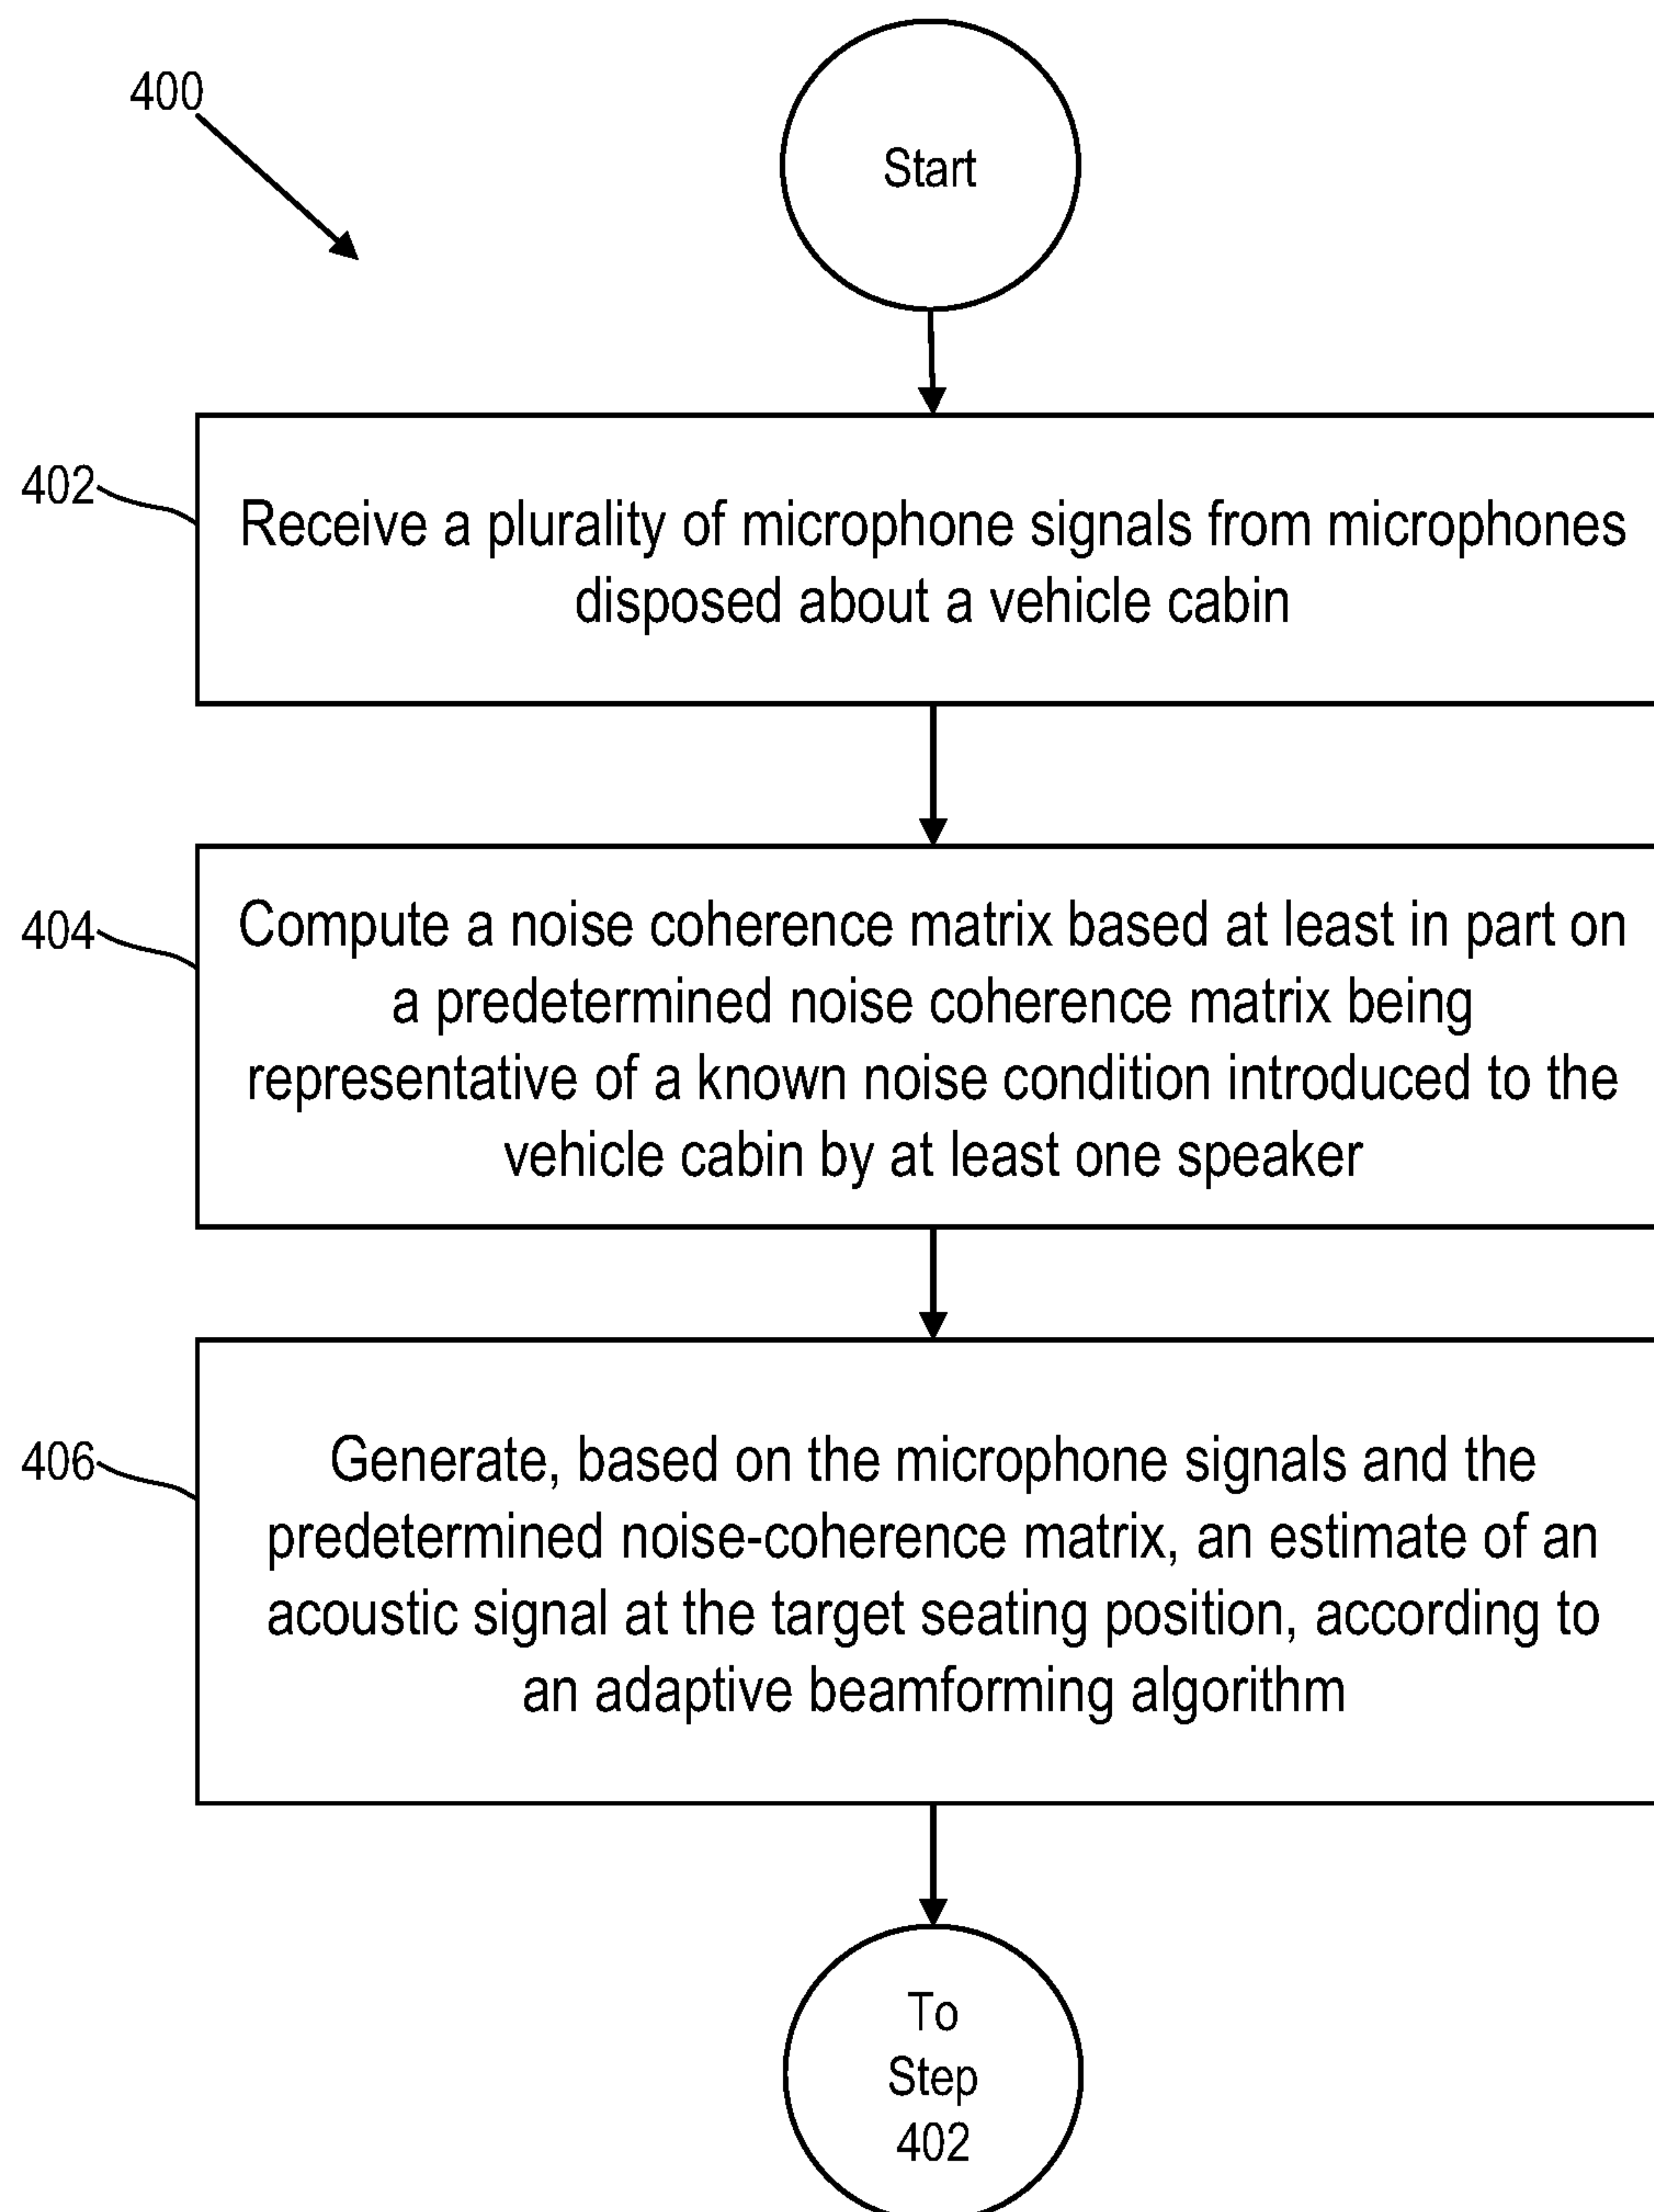 400
Start
402
Receive a plurality of microphone signals from microphones
disposed about a vehicle cabin
404
Compute a noise coherence matrix based at least in part on
a predetermined noise coherence matrix being
representative of a known noise condition introduced to the
vehicle cabin by at least one speaker
406
Generate, based on the microphone signals and the
predetermined noise-coherence matrix, an estimate of an
acoustic signal at the target seating position, according to
an adaptive beamforming algorithm
To
Step
402